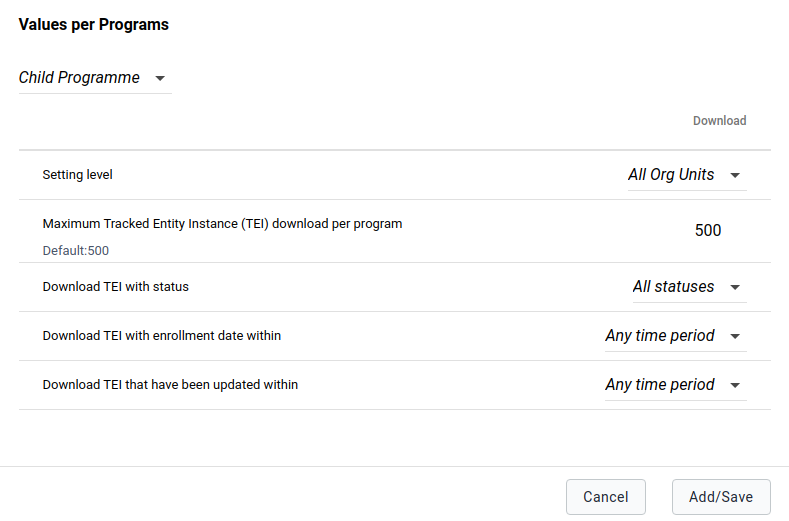 Values per Programs
Child Programme
Download
Setting level All Org Units
Maximum Tracked Entity Instance (TEI) download per program 500
Default:500
Download TEI with status All statuses
Download TEI with enrollment date within Any time period
Download TEI that have been updated within Any time period
Cancel Add/Save